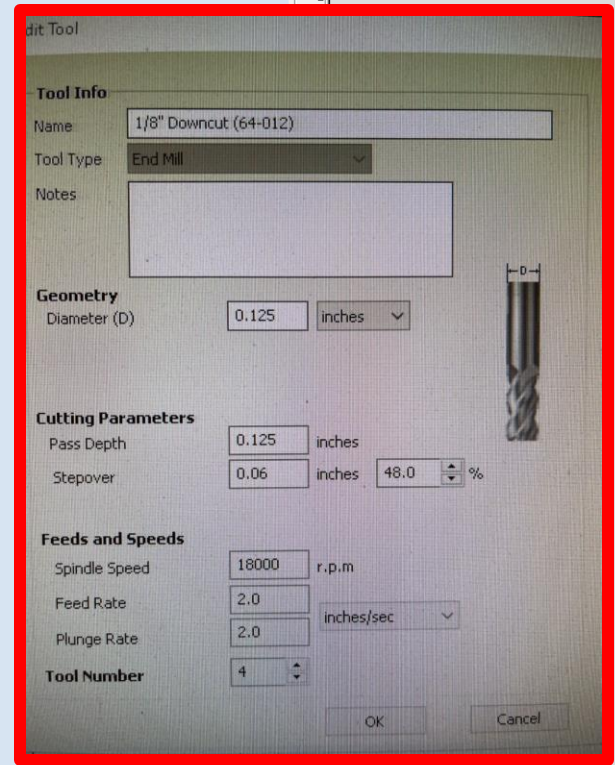 dit Tool
Tool Info
Name 1/8" Downcut (64-012)
Tool Type End Mill
Notes
D
Geometry
Diameter (D) 0.125 inches
Cutting Parameters
Pass Depth 0.125 inches
Stepover 0.06 inches 48.0 %
Feeds and Speeds
Spindle Speed 18000 r.p.m
Feed Rate 2.0
inches/sec
Plunge Rate 2.0
Tool Number 4
OK Cancel